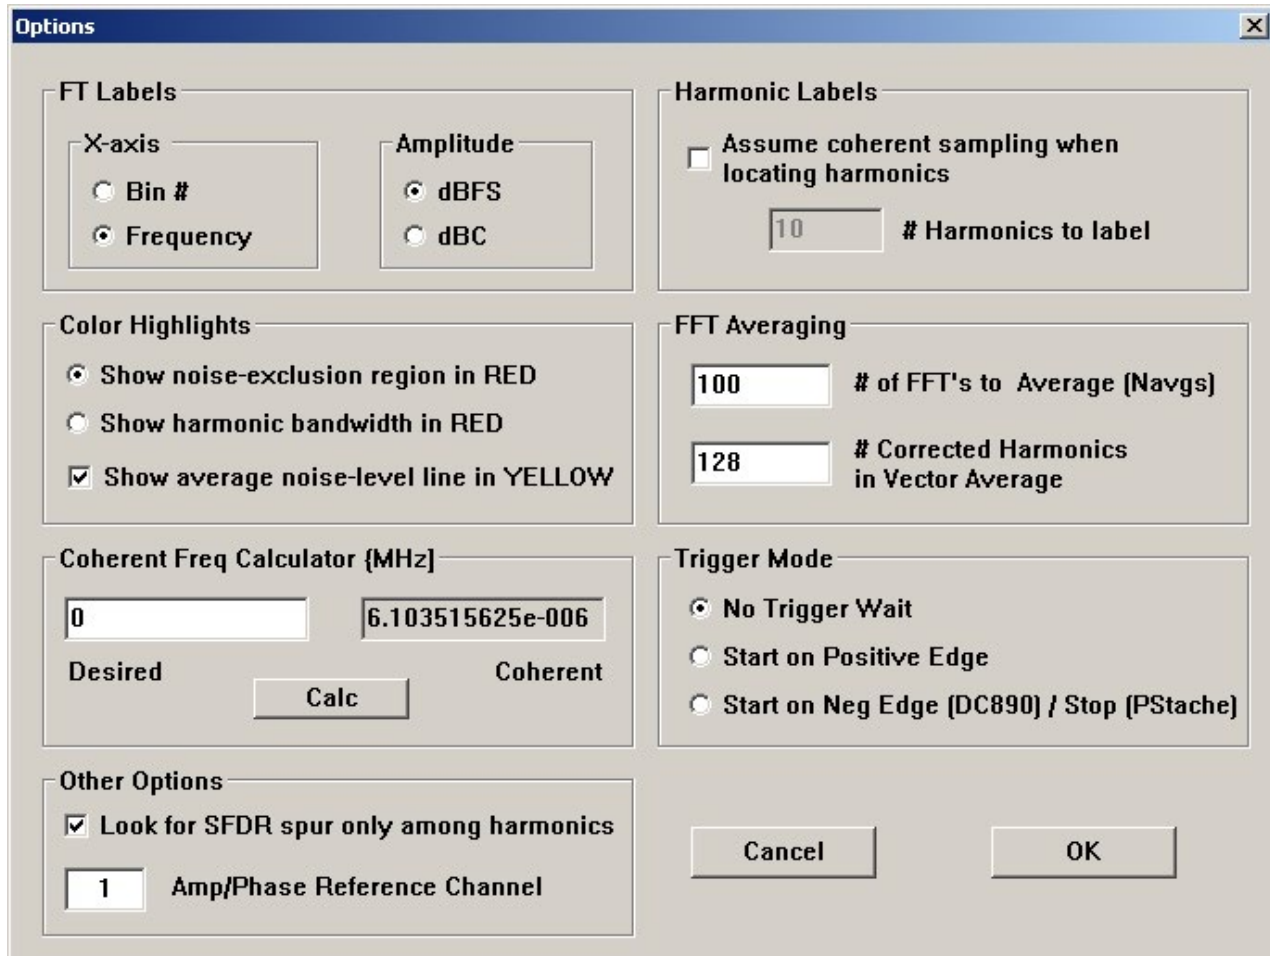 Options
FT Labels
X-axis
Bin #
Frequency
Amplitude
dBFS
dBC
Harmonic Labels
Assume coherent sampling when
locating harmonics
10
# Harmonics to label
Color Highlights
Show noise-exclusion region in RED
Show harmonic bandwidth in RED
Show average noise-level line in YELLOW
FFT Averaging
100
# of FFT's to  Average (Navgs)
128
# Corrected Harmonics
in Vector Average
Coherent Freq Calculator {MHz]
0
6.103515625e-006
Desired
Coherent
Calc
Trigger Mode
No Trigger Wait
Start on Positive Edge
Start on Neg Edge (DC890) / Stop (PStache)
Other Options
Look for SFDR spur only among harmonics
1
Amp/Phase Reference Channel
Cancel
OK